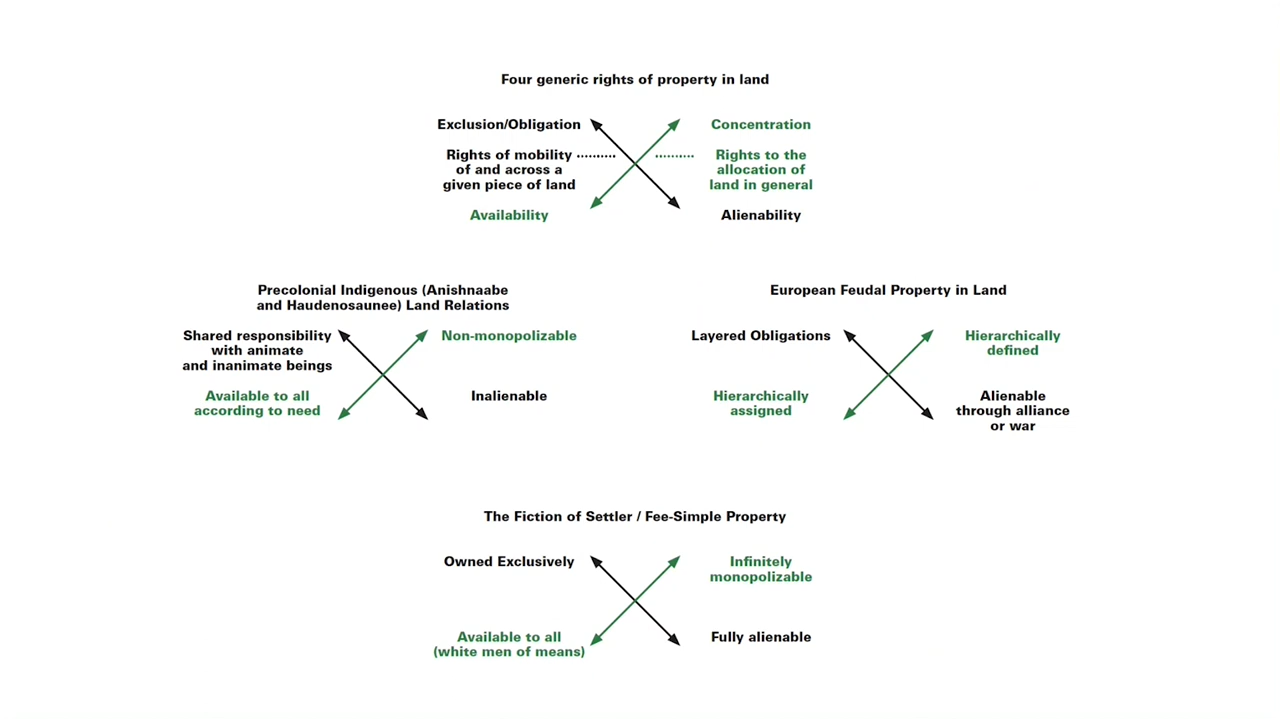 Four generic rights of property in land
Exclusion/Obligation
Concentration
Rights of mobility
of and across a
given piece of land
Rights to the
allocation of
land in general
Availability
Alienability
Precolonial Indigenous (Anishnaabe
and Haudenosaunee) Land Relations
Shared responsibility
with animate
and inanimate beings
Non-monopolizable
Available to all
according to need
Inalienable
European Feudal Property in Land
Layered Obligations
Hierarchically
defined
Hierarchically
assigned
Alienable
through alliance
or war
The Fiction of Settler / Fee-Simple Property
Owned Exclusively
Infinitely
monopolizable
Available to all
(white men of means)
Fully alienable